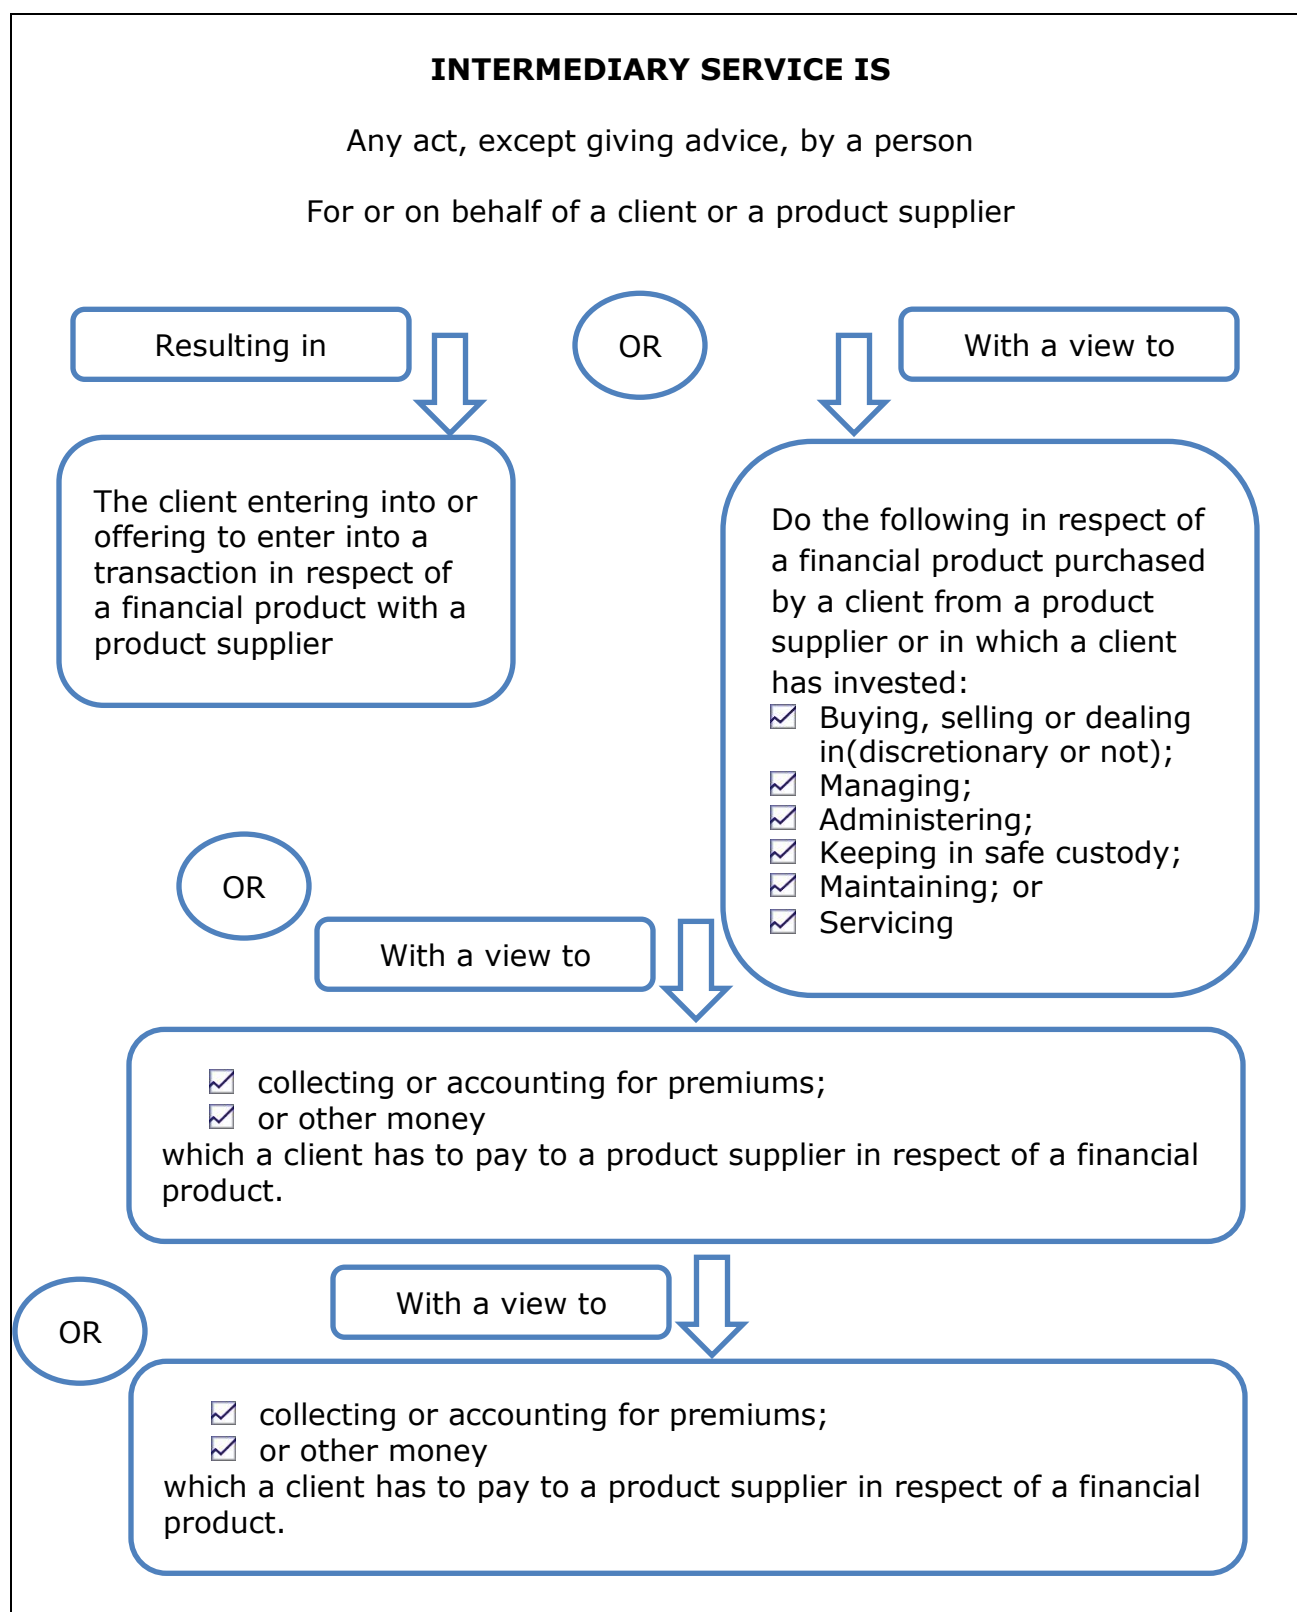 INTERMEDIARY SERVICE IS
Any act, except giving advice, by a person
For or on behalf of a client or a product supplier
Resulting in
OR
With a view to
The client entering into or
offering to enter into a
transaction in respect of
a financial product with a
product supplier
Do the following in respect of
a financial product purchased
by a client from a product
supplier or in which a client
has invested:
Buying, selling or dealing
in(discretionary or not);
Managing;
Administering;
Keeping in safe custody;
Maintaining; or
Servicing
OR
With a view to
collecting or accounting for premiums;
or other money
which a client has to pay to a product supplier in respect of a financial
product.
With a view to
OR
collecting or accounting for premiums;
or other money
which a client has to pay to a product supplier in respect of a financial
product.